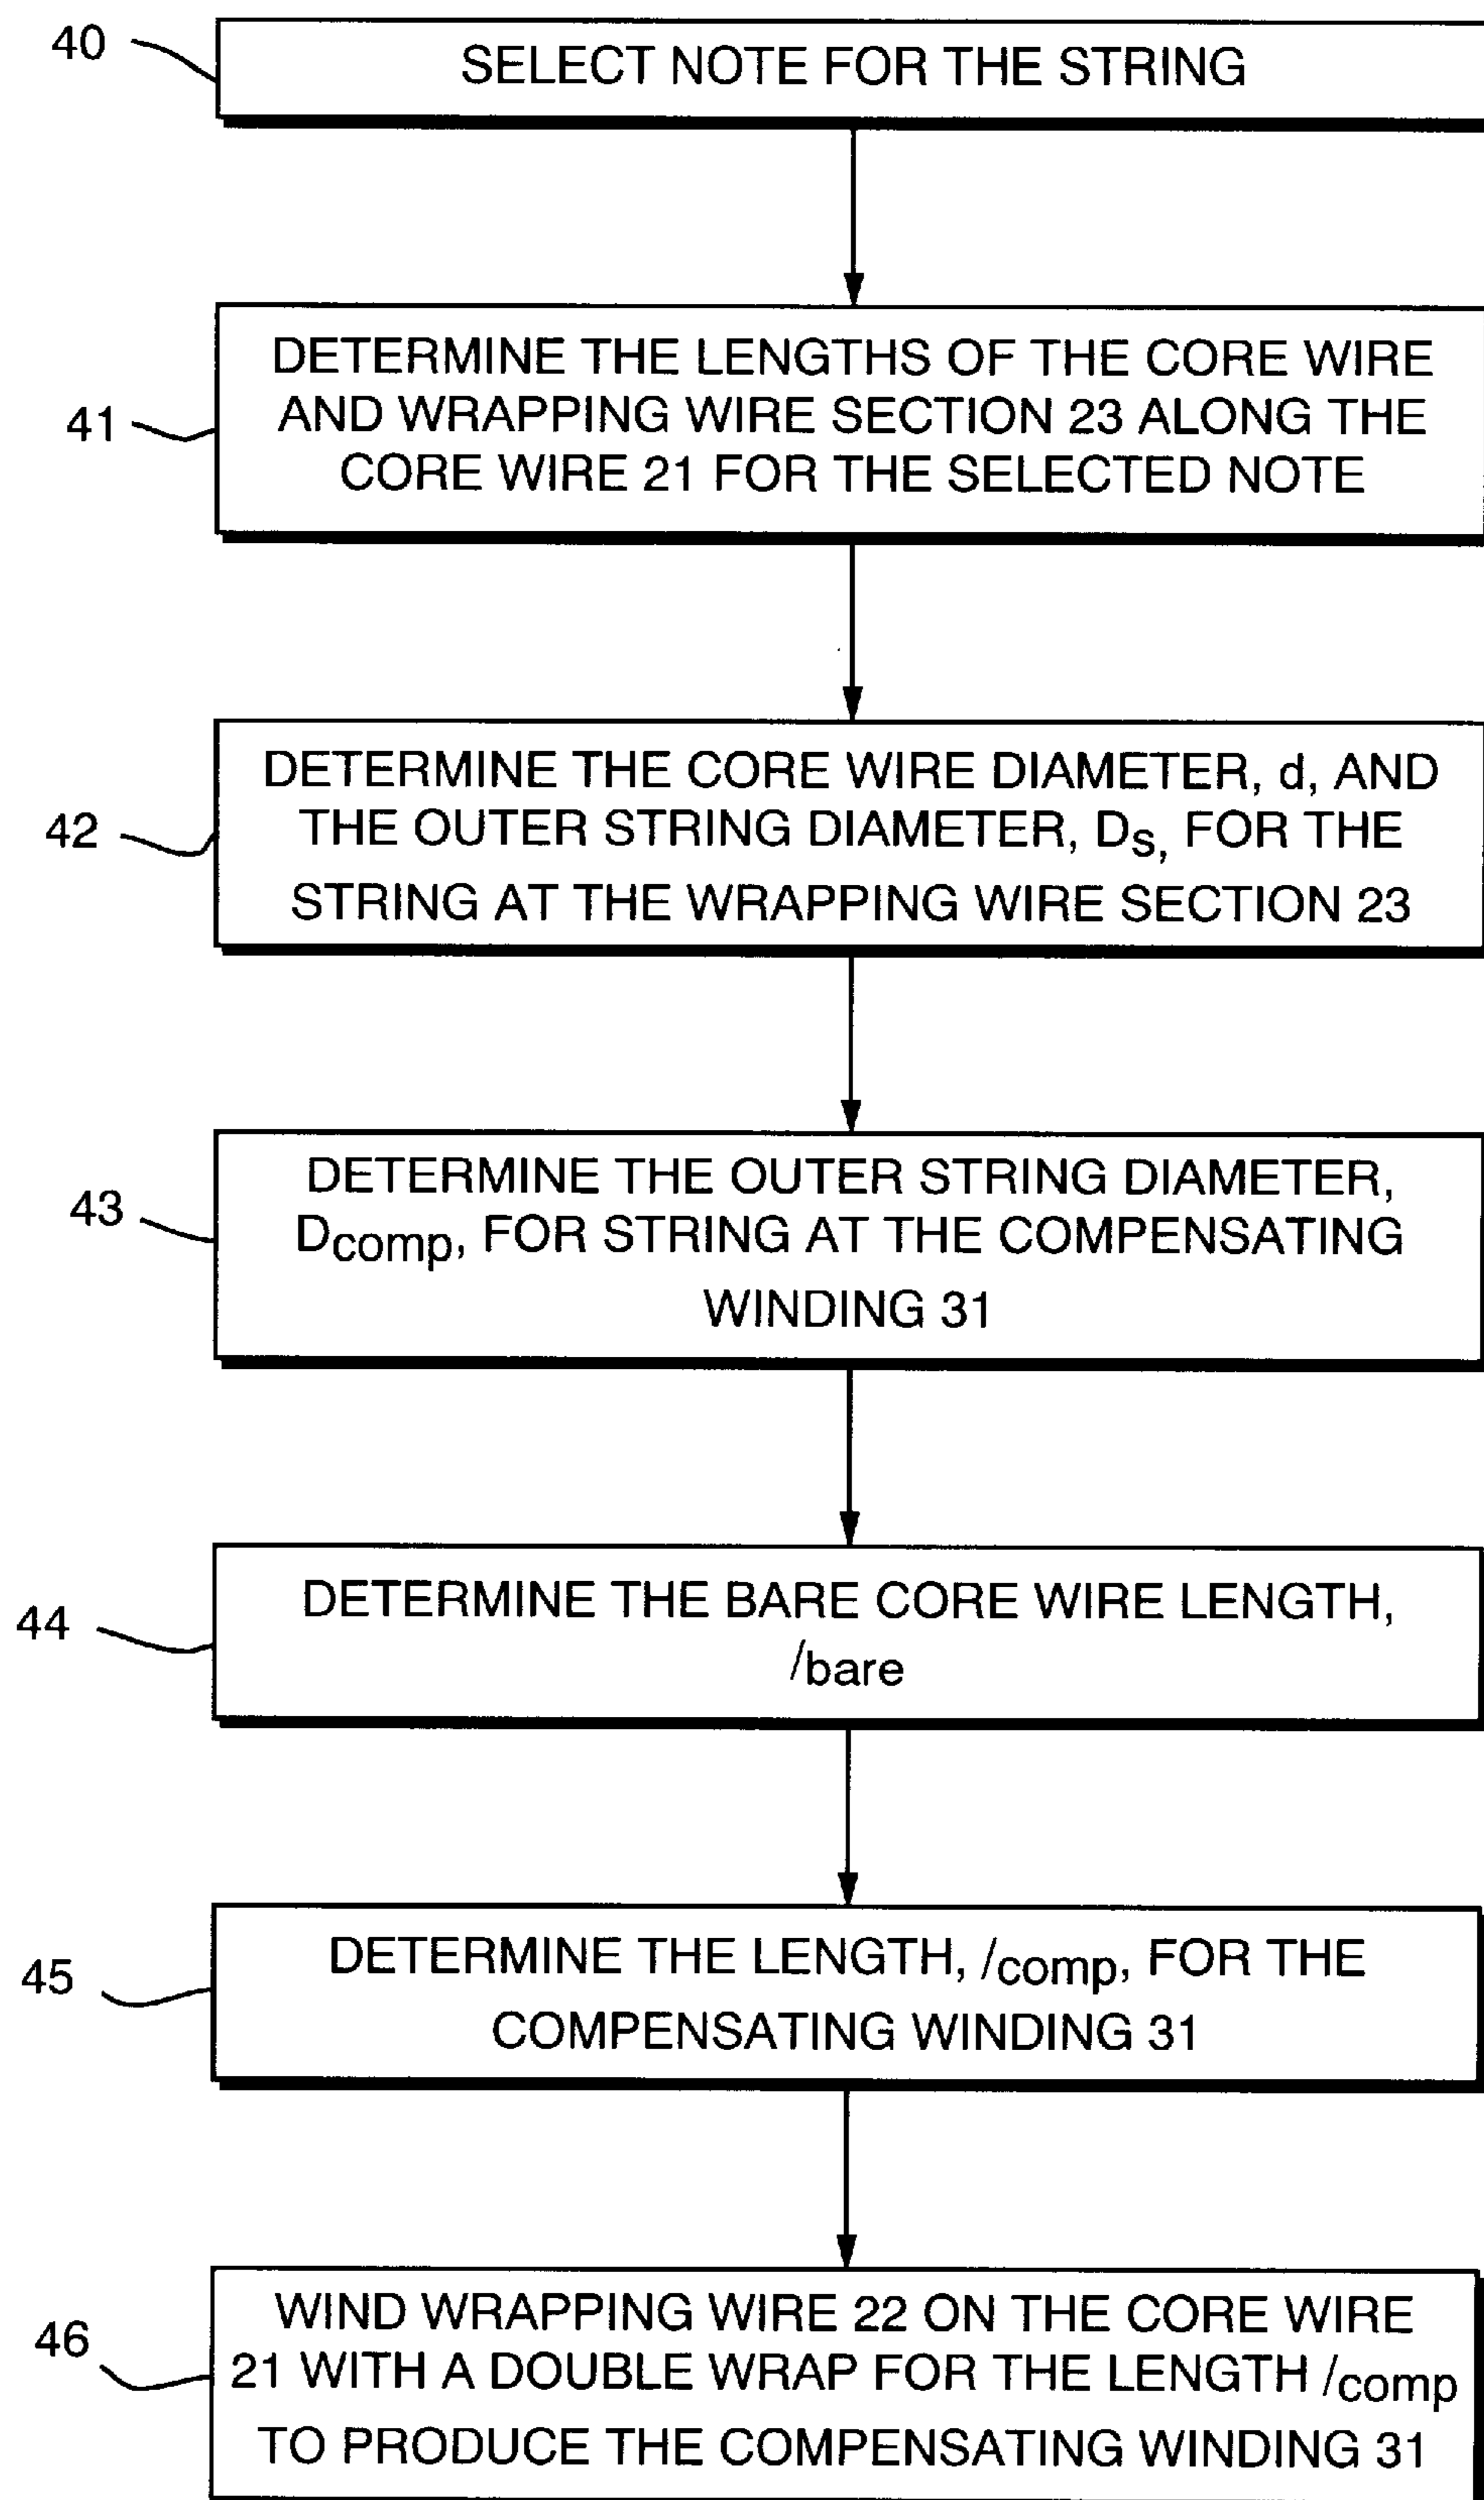 40
SELECT NOTE FOR THE STRING
41
DETERMINE THE LENGTHS OF THE CORE WIRE
AND WRAPPING WIRE SECTION 23 ALONG THE
CORE WIRE 21 FOR THE SELECTED NOTE
42
DETERMINE THE CORE WIRE DIAMETER, d, AND
THE OUTER STRING DIAMETER, Ds, FOR THE
STRING AT THE WRAPPING WIRE SECTION 23
43
DETERMINE THE OUTER STRING DIAMETER,
Dcomp, FOR STRING AT THE COMPENSATING
WINDING 31
44
DETERMINE THE BARE CORE WIRE LENGTH,
lbare
45
DETERMINE THE LENGTH, lcomp, FOR THE
COMPENSATING WINDING 31
46
WIND WRAPPING WIRE 22 ON THE CORE WIRE
21 WITH A DOUBLE WRAP FOR THE LENGTH lcomp
TO PRODUCE THE COMPENSATING WINDING 31